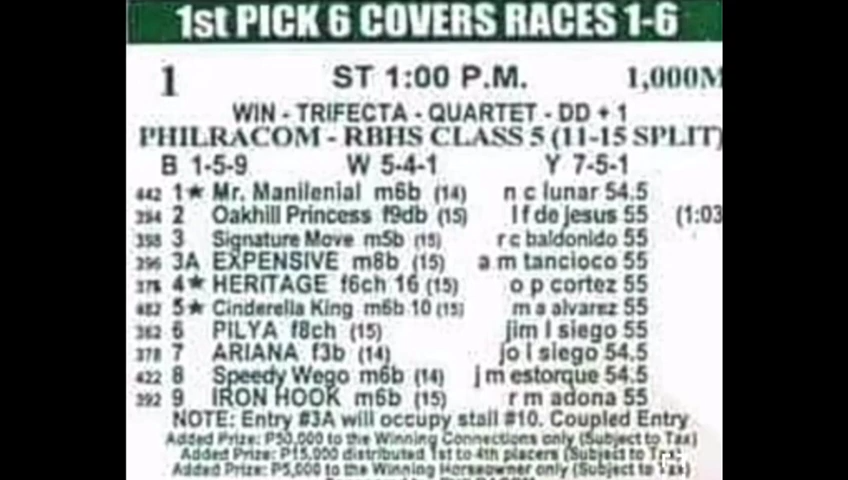 1st PICK 6 COVERS RACES 1-6
1 ST 1:00 P.M. 1,000M
WIN - TRIFECTA - QUARTET - DD + 1
PHILRACOM - RBHS CLASS 5 (11-15 SPLIT)
B 1-5-9 W 5-4-1 Y 7-5-1
442 1★ Mr. Manilenial m6b (14) n c lunar 54.5
394 2 Oakhill Princess f9db (15) l f de jesus 55 (1:03
358 3 Signature Move m5b (15) r c baldonido 55
396 3A EXPENSIVE m8b (15) a m tancioco 55
375 4★ HERITAGE f6ch 16 (15) o p cortez 55
482 5★ Cinderella King m6b 10 (15) m a alvarez 55
362 6 PILYA f8ch (15) jim l siego 55
378 7 ARIANA f3b (14) jo l siego 54.5
422 8 Speedy Wego m6b (14) j m estorque 54.5
392 9 IRON HOOK m6b (15) r m adona 55
NOTE: Entry #3A will occupy stall #10. Coupled Entry
Added Prize: P50,000 to the Winning Connections only (Subject to Tax)
Added Prize: P15,000 distributed 1st to 4th placers (Subject to Tax)
Added Prize: P5,000 to the Winning Horseowner only (Subject to Tax)